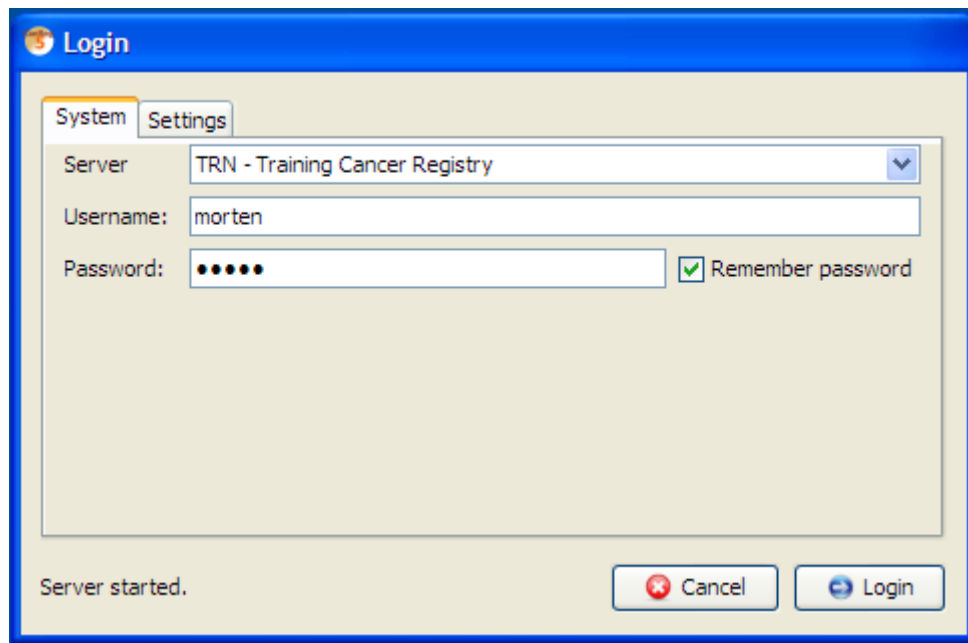 Login
System Settings
Server TRN - Training Cancer Registry
Username: morten
Password: ••••• Remember password
Server started. Cancel Login